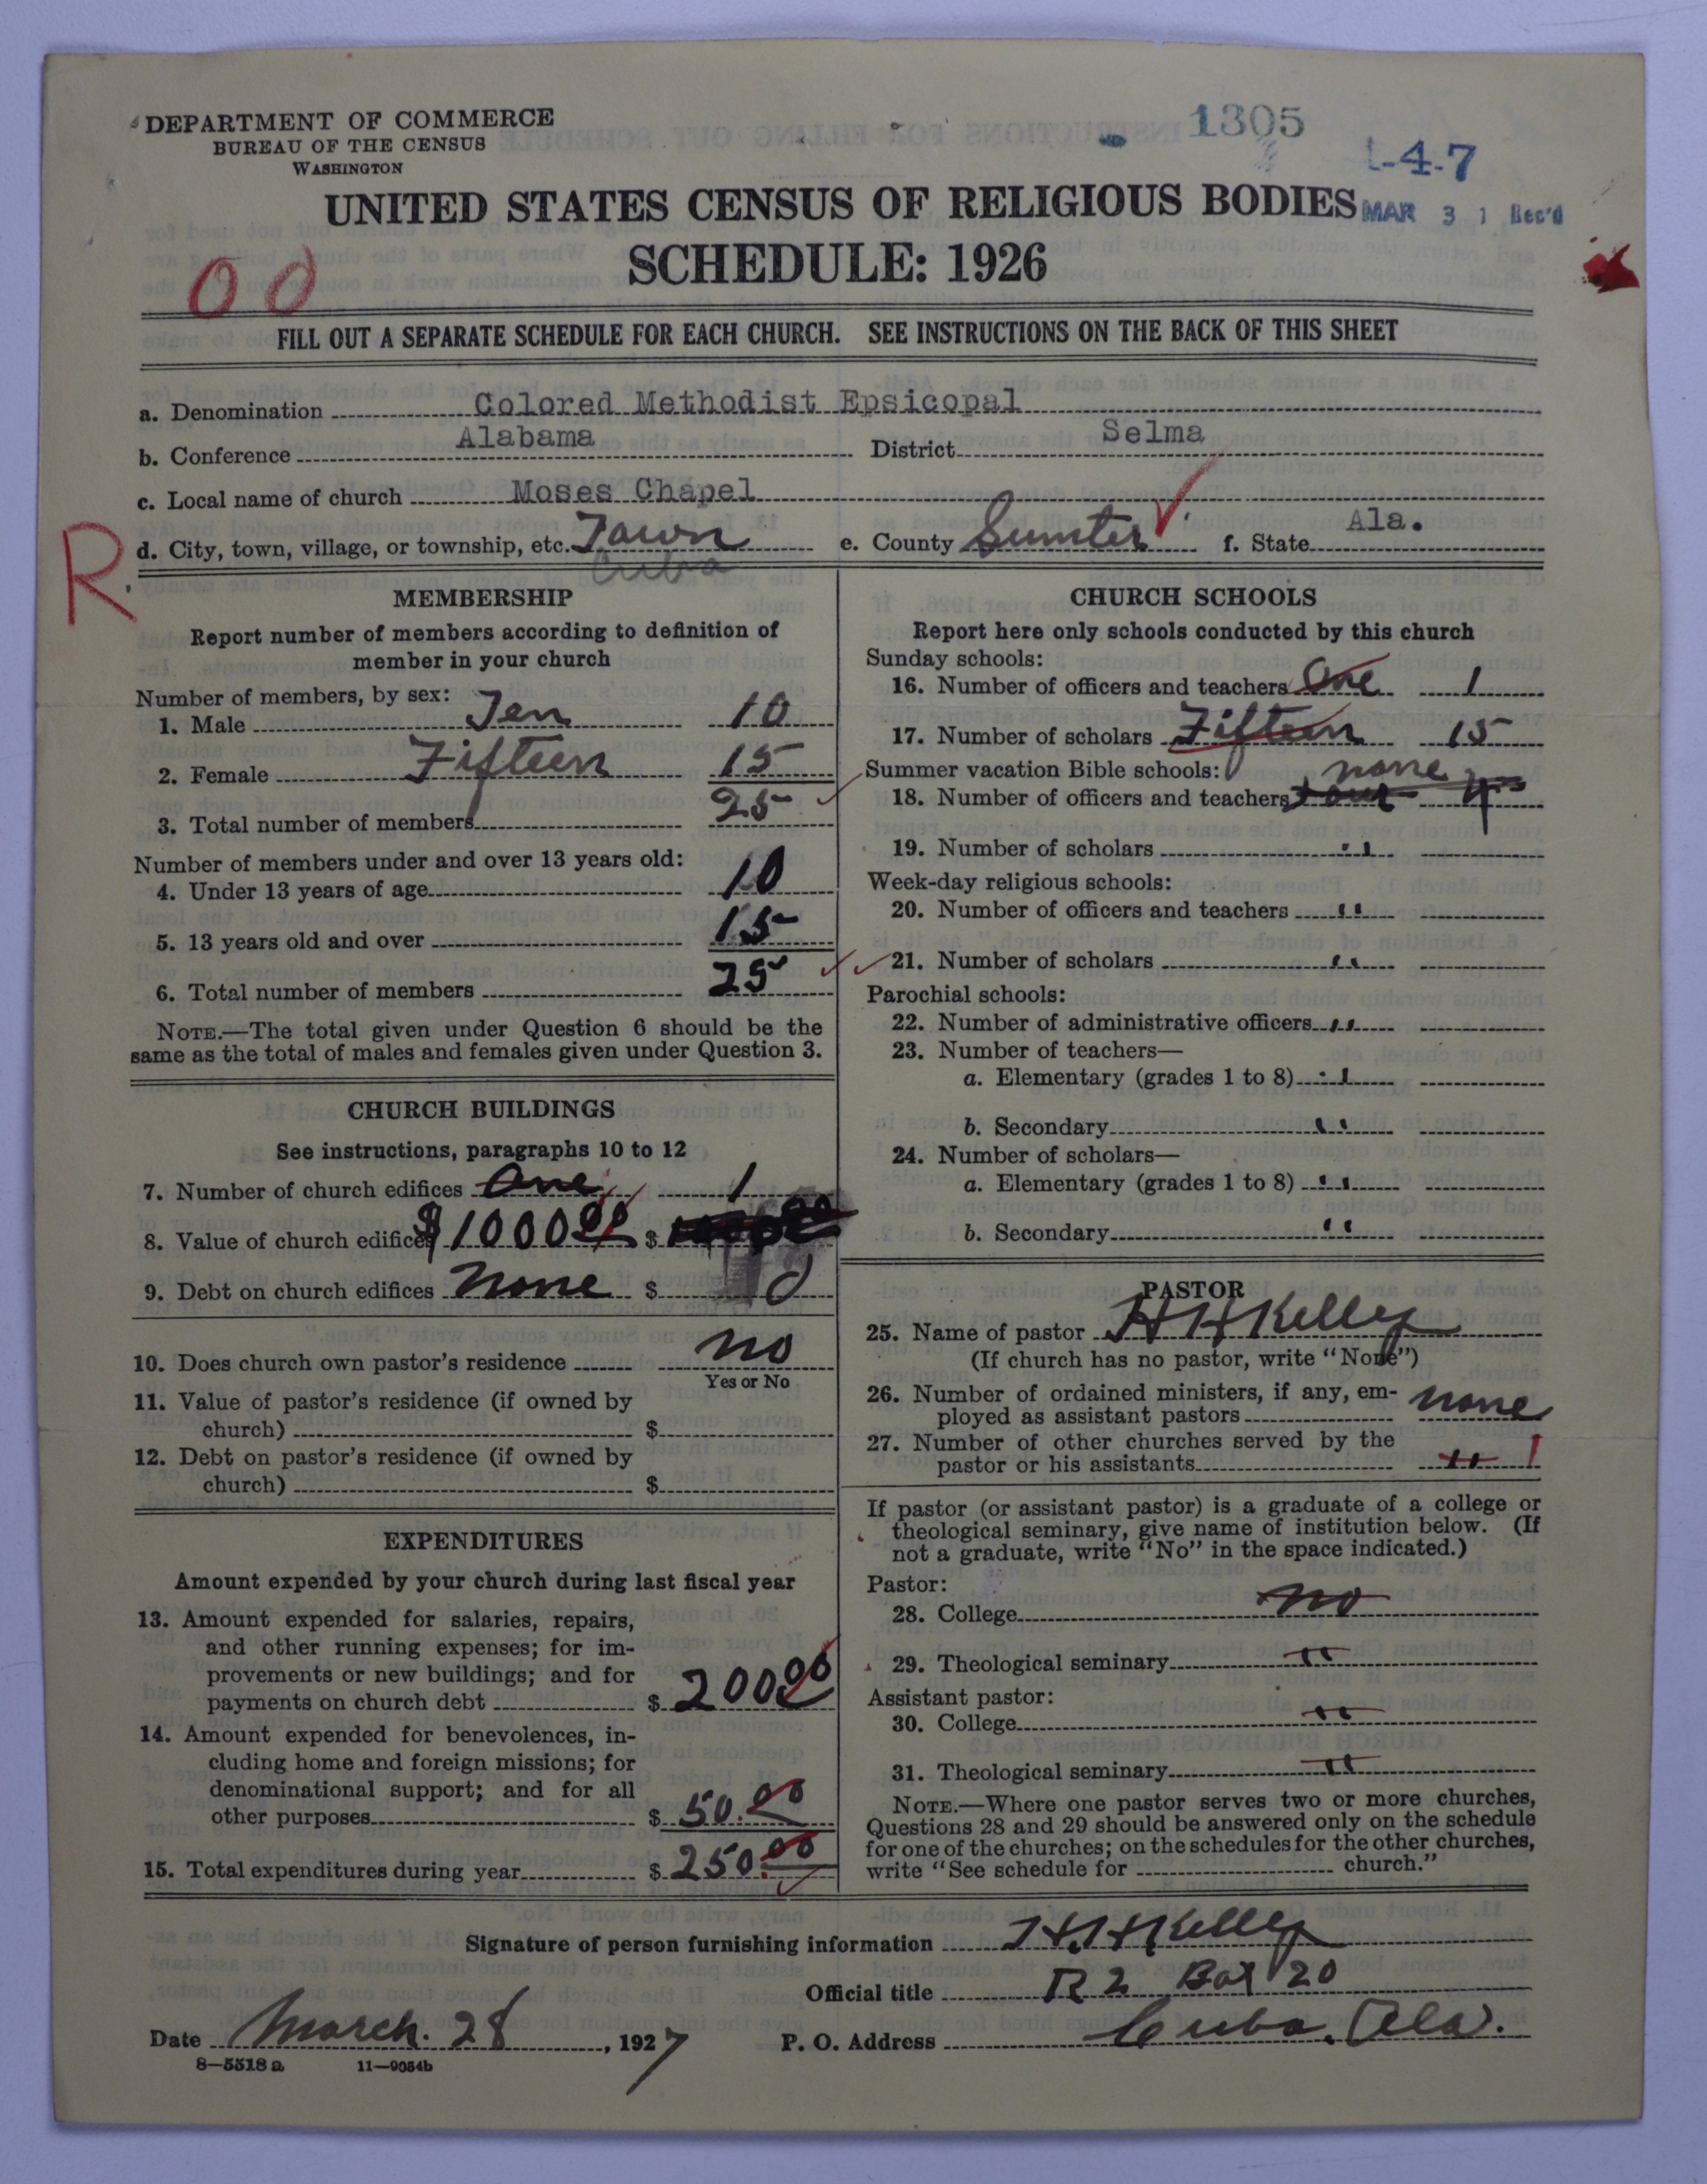 DEPARTMENT OF COMMERCE
BUREAU OF THE CENSUS
WASHINGTON
1305
-4-7
UNITED STATES CENSUS OF RELIGIOUS BODIES
MAR 31 Rec'd
SCHEDULE: 1926
00
FILL OUT A SEPARATE SCHEDULE FOR EACH CHURCH. SEE INSTRUCTIONS ON THE BACK OF THIS SHEET
a. Denomination Colored Methodist Epsicopal
b. Conference Alabama District Selma
c. Local name of church Moses Chapel
R.
d. City, town, village, or township, etc. Town e. County Sumter f. State Ala.
Cuba
MEMBERSHIP
Report number of members according to definition of
member in your church
Number of members, by sex:
1. Male Ten 10
2. Female Fifteen 15
3. Total number of members 25
Number of members under and over 13 years old:
4. Under 13 years of age 10
5. 13 years old and over 15
6. Total number of members 25
NOTE.—The total given under Question 6 should be the
same as the total of males and females given under Question 3.
CHURCH BUILDINGS
See instructions, paragraphs 10 to 12
7. Number of church edifices One 1
8. Value of church edifices $1000 00 $
9. Debt on church edifices None $ 0
10. Does church own pastor's residence no
Yes or No
11. Value of pastor's residence (if owned by
church) $
12. Debt on pastor's residence (if owned by
church) $
EXPENDITURES
Amount expended by your church during last fiscal year
13. Amount expended for salaries, repairs,
and other running expenses; for im-
provements or new buildings; and for
payments on church debt $ 200 00
14. Amount expended for benevolences, in-
cluding home and foreign missions; for
denominational support; and for all
other purposes $ 50.00
15. Total expenditures during year $ 250.00
CHURCH SCHOOLS
Report here only schools conducted by this church
Sunday schools:
16. Number of officers and teachers One 1
17. Number of scholars Fifteen 15
Summer vacation Bible schools: none
18. Number of officers and teachers four 4
19. Number of scholars "
Week-day religious schools:
20. Number of officers and teachers "
21. Number of scholars "
Parochial schools:
22. Number of administrative officers "
23. Number of teachers—
a. Elementary (grades 1 to 8) "
b. Secondary "
24. Number of scholars—
a. Elementary (grades 1 to 8) "
b. Secondary "
PASTOR
25. Name of pastor H H Kelley
(If church has no pastor, write "None")
26. Number of ordained ministers, if any, em-
ployed as assistant pastors none
27. Number of other churches served by the
pastor or his assistants " 1
If pastor (or assistant pastor) is a graduate of a college or
theological seminary, give name of institution below. (If
not a graduate, write "No" in the space indicated.)
Pastor:
28. College no
29. Theological seminary "
Assistant pastor:
30. College "
31. Theological seminary "
NOTE.—Where one pastor serves two or more churches,
Questions 28 and 29 should be answered only on the schedule
for one of the churches; on the schedules for the other churches,
write "See schedule for church."
Signature of person furnishing information H. H Kelley
Official title R 2 Box 20
Date March. 28, 1927 P. O. Address Cuba, Ala.
8—5518 a 11—9054b